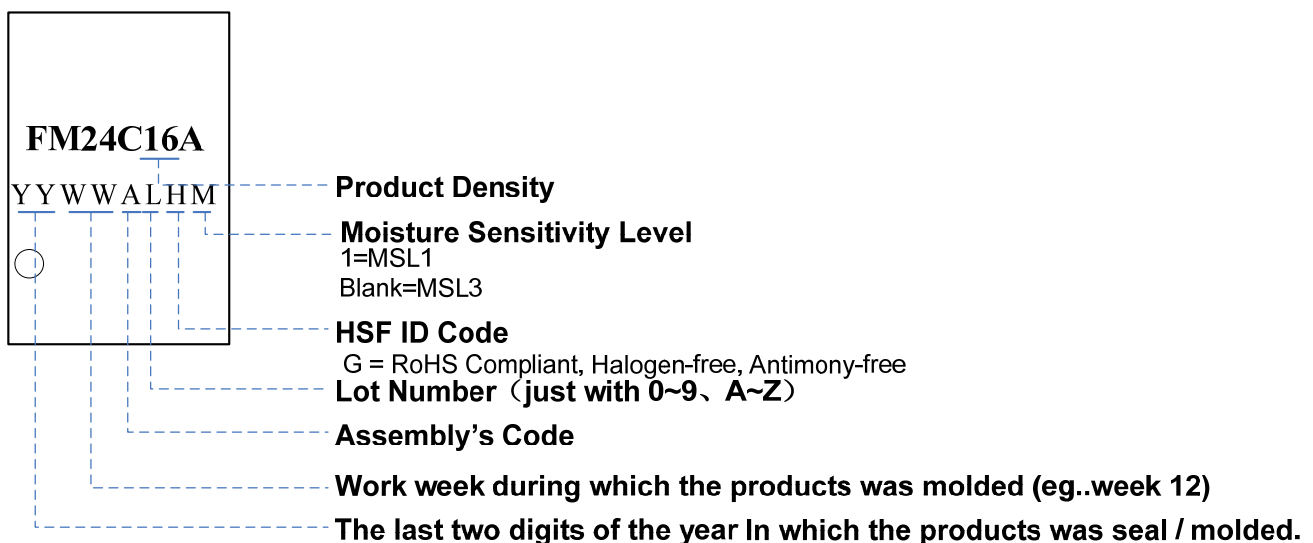 FM24C16A
YYWWALHM
Product Density
Moisture Sensitivity Level
1=MSL1
Blank=MSL3
HSF ID Code
G = RoHS Compliant, Halogen-free, Antimony-free
Lot Number（just with 0~9、A~Z）
Assembly’s Code
Work week during which the products was molded (eg..week 12)
The last two digits of the year In which the products was seal / molded.